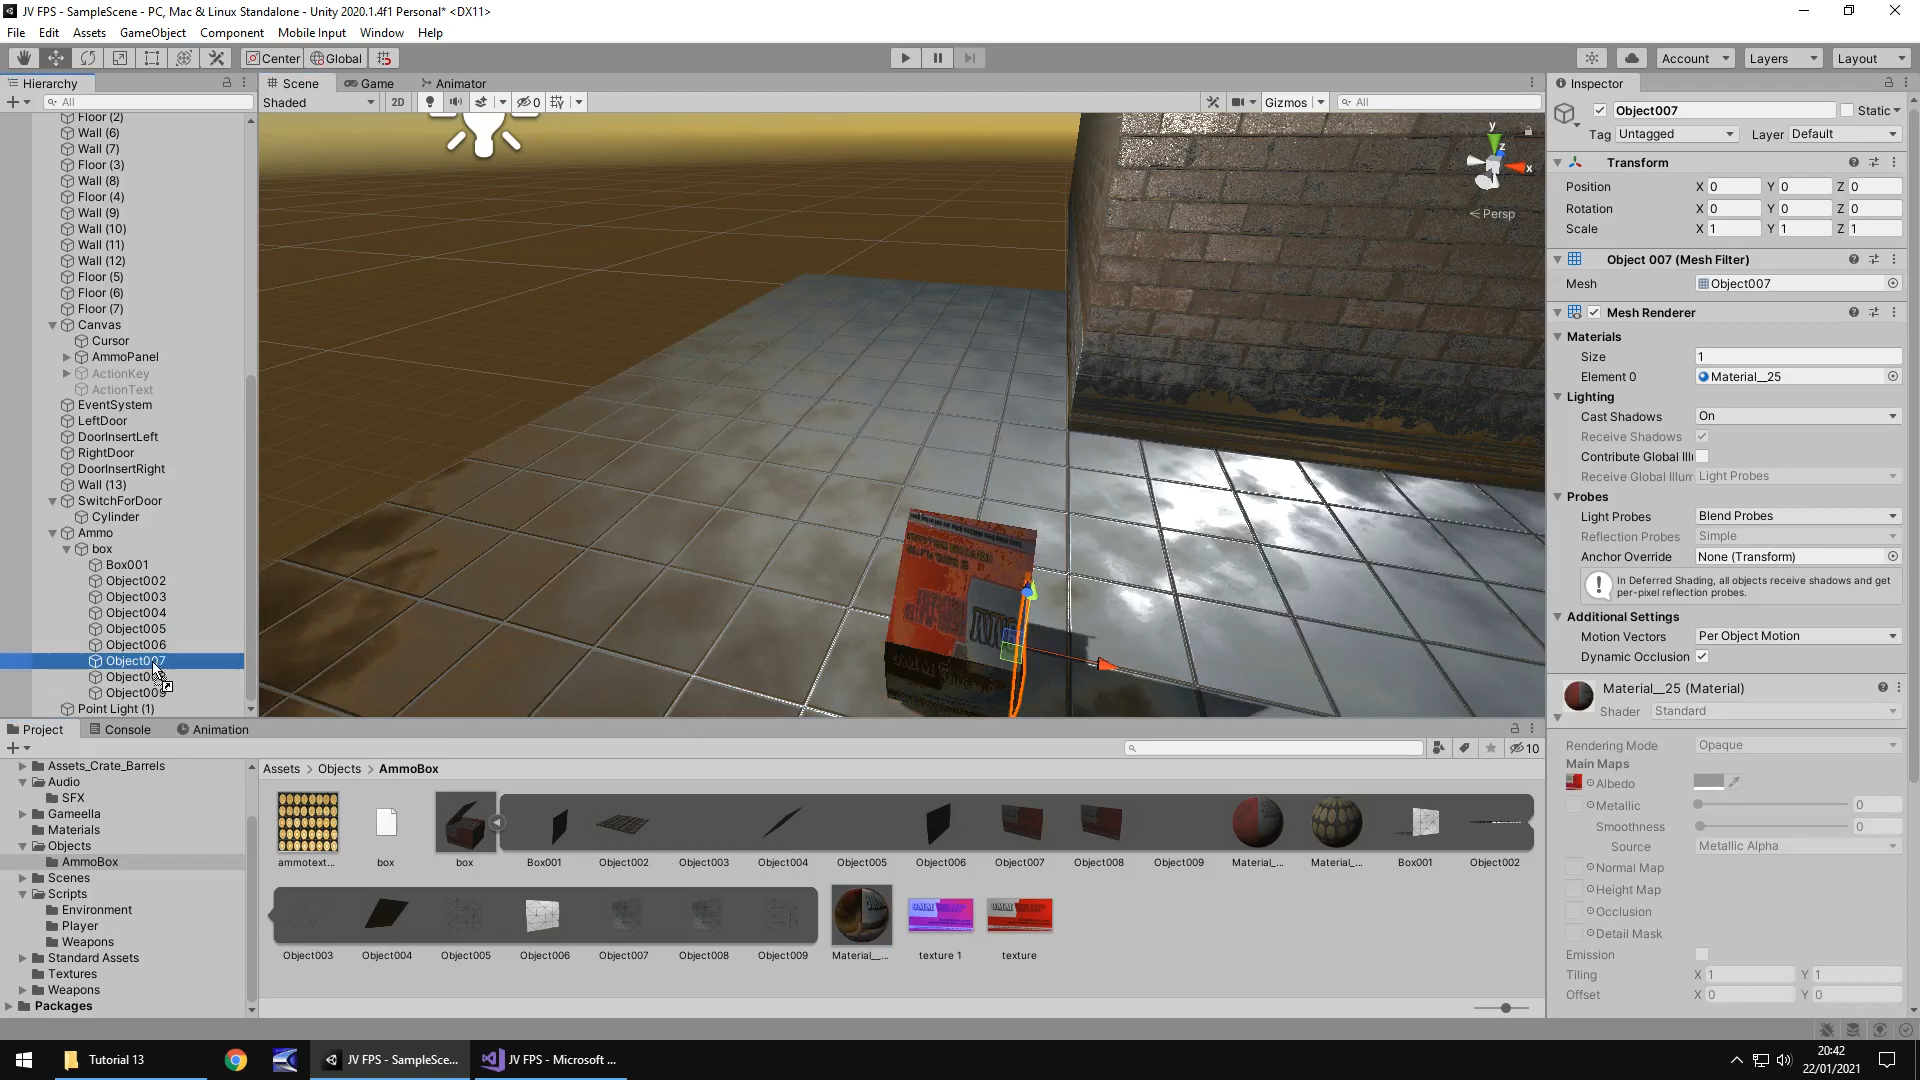 JV FPS - SampleScene - PC, Mac & Linux Standalone - Unity 2020.1.4f1 Personal* <DX11>
File Edit Assets GameObject Component Mobile Input Window Help
Center Global Account Layers Layout
Hierarchy
All
Floor (2)
Wall (6)
Wall (7)
Floor (3)
Wall (8)
Floor (4)
Wall (9)
Wall (10)
Wall (11)
Wall (12)
Floor (5)
Floor (6)
Floor (7)
Canvas
Cursor
AmmoPanel
ActionKey
ActionText
EventSystem
LeftDoor
DoorInsertLeft
RightDoor
DoorInsertRight
Wall (13)
SwitchForDoor
Cylinder
Ammo
box
Box001
Object002
Object003
Object004
Object005
Object006
Object007
Object009
Point Light (1)
Scene Game Animator
Shaded 2D 0 Gizmos All
y
z
x
Persp
Inspector
Object007 Static
Tag Untagged Layer Default
Transform
Position X 0 Y 0 Z 0
Rotation X 0 Y 0 Z 0
Scale X 1 Y 1 Z 1
Object 007 (Mesh Filter)
Mesh Object007
Mesh Renderer
Materials
Size 1
Element 0 Material__25
Lighting
Cast Shadows On
Receive Shadows
Contribute Global Illu
Receive Global Illum Light Probes
Probes
Light Probes Blend Probes
Reflection Probes Simple
Anchor Override None (Transform)
In Deferred Shading, all objects receive shadows and get
per-pixel reflection probes.
Additional Settings
Motion Vectors Per Object Motion
Dynamic Occlusion
Material__25 (Material)
Shader Standard
Rendering Mode Opaque
Main Maps
Albedo
Metallic 0
Smoothness 0
Source Metallic Alpha
Normal Map
Height Map
Occlusion
Detail Mask
Emission
Tiling X 1 Y 1
Offset X 0 Y 0
Project Console Animation
10
Assets_Crate_Barrels
Audio
SFX
Gameella
Materials
Objects
AmmoBox
Scenes
Scripts
Environment
Player
Weapons
Standard Assets
Textures
Weapons
Packages
Assets > Objects > AmmoBox
ammotext... box box Box001 Object002 Object003 Object004 Object005 Object006 Object007 Object008 Object009 Material_... Material_... Box001 Object002
Object003 Object004 Object005 Object006 Object007 Object008 Object009 Material__... texture 1 texture
Tutorial 13 JV FPS - SampleSce... JV FPS - Microsoft ...
20:42
22/01/2021